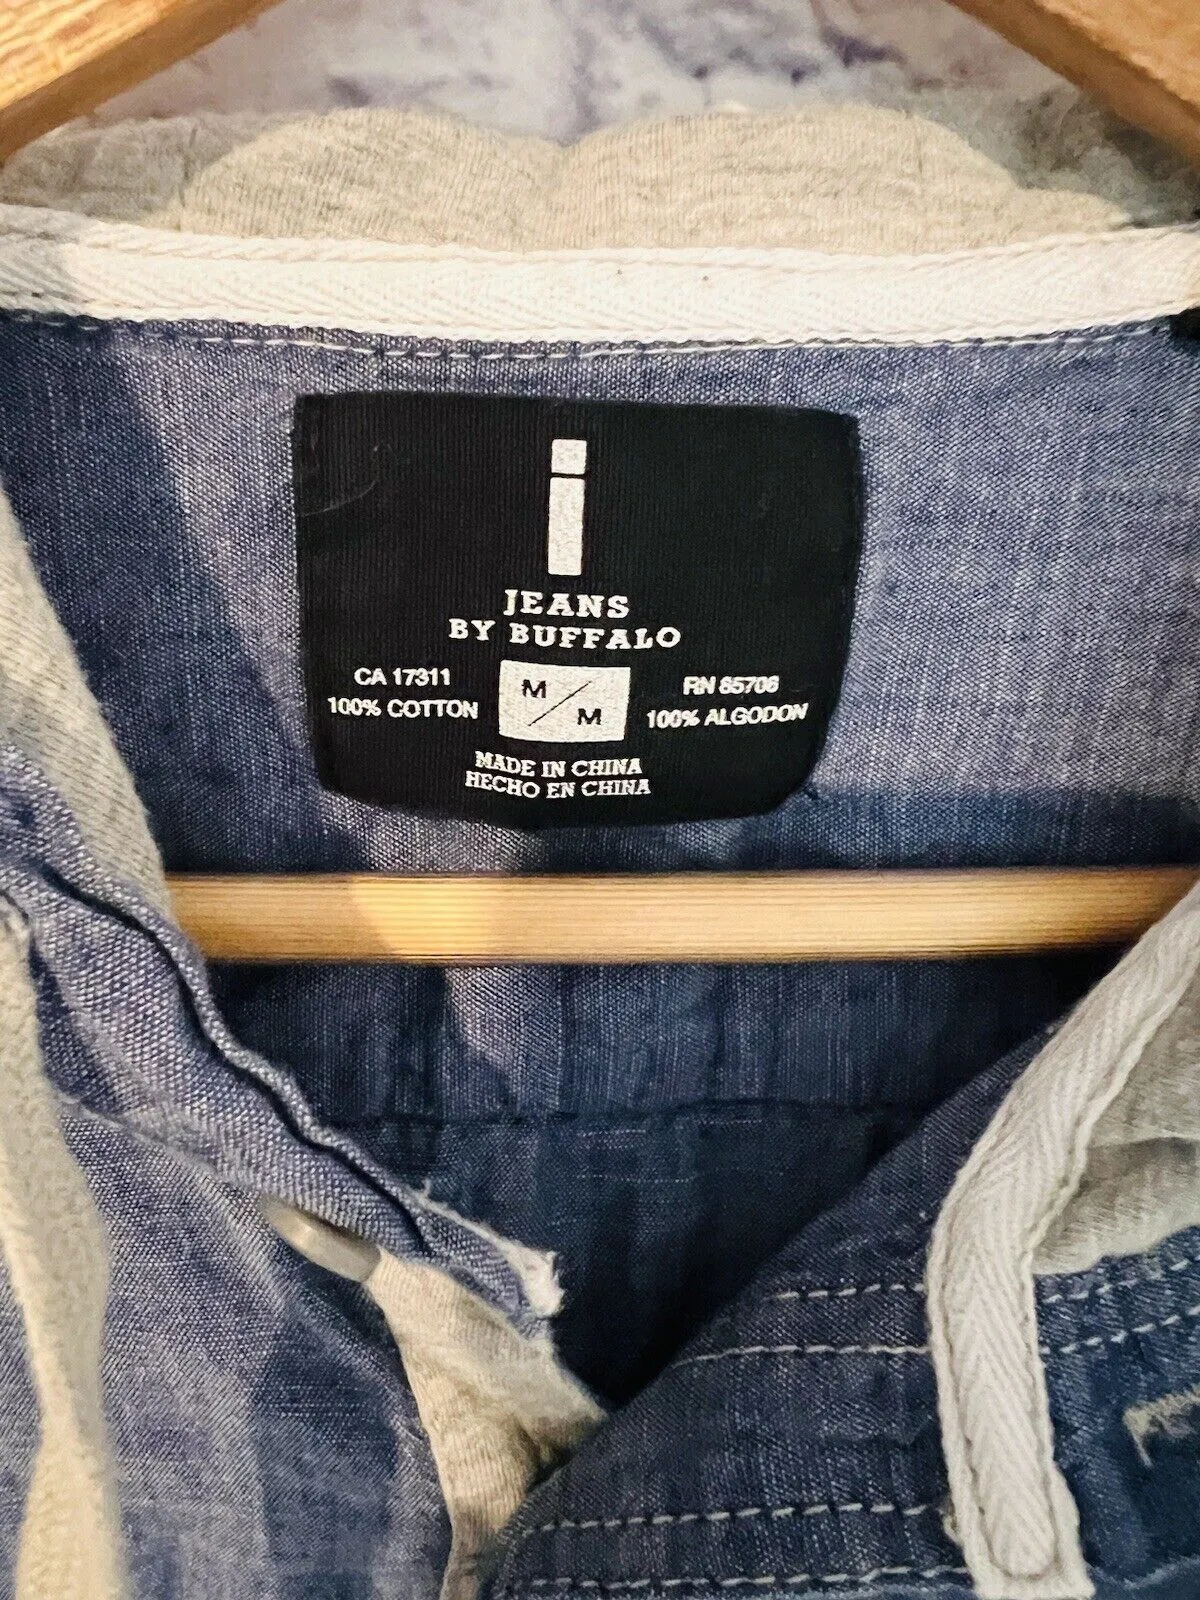 i
JEANS
BY BUFFALO
CA 17311
100% COTTON
M/M
RN 85706
100% ALGODON
MADE IN CHINA
HECHO EN CHINA